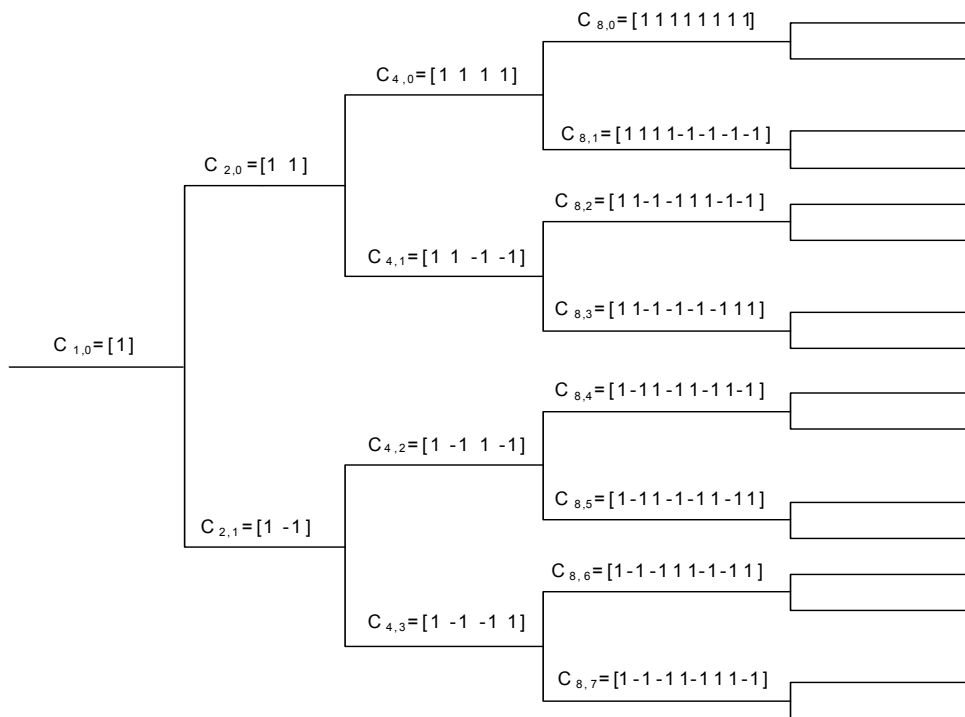 C 8,0=[1 1 1 1 1 1 1 1]
C 4,0=[1 1 1 1]
C 8,1=[1 1 1 1-1-1-1-1]
C 2,0=[1 1]
C 8,2=[1 1-1-1 1 1-1-1]
C 4,1=[1 1 -1 -1]
C 8,3=[1 1-1-1-1-1 1 1]
C 1,0=[1]
C 8,4=[1-1 1-1 1-1 1-1]
C 4,2=[1 -1 1 -1]
C 8,5=[1-1 1-1-1 1-1 1]
C 2,1=[1 -1]
C 8,6=[1-1-1 1 1-1-1 1]
C 4,3=[1 -1 -1 1]
C 8,7=[1-1-1 1-1 1 1-1]